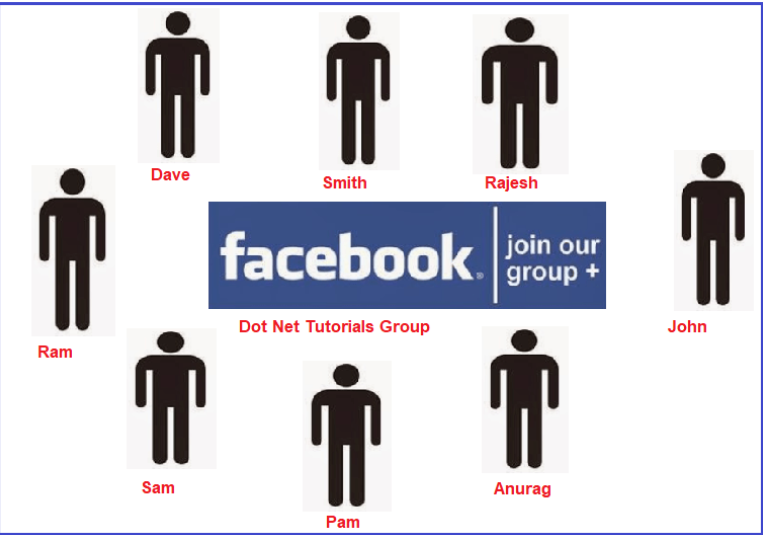 Dave
Smith
Rajesh
facebook.
join our
group +
Dot Net Tutorials Group
John
Ram
Sam
Anurag
Pam